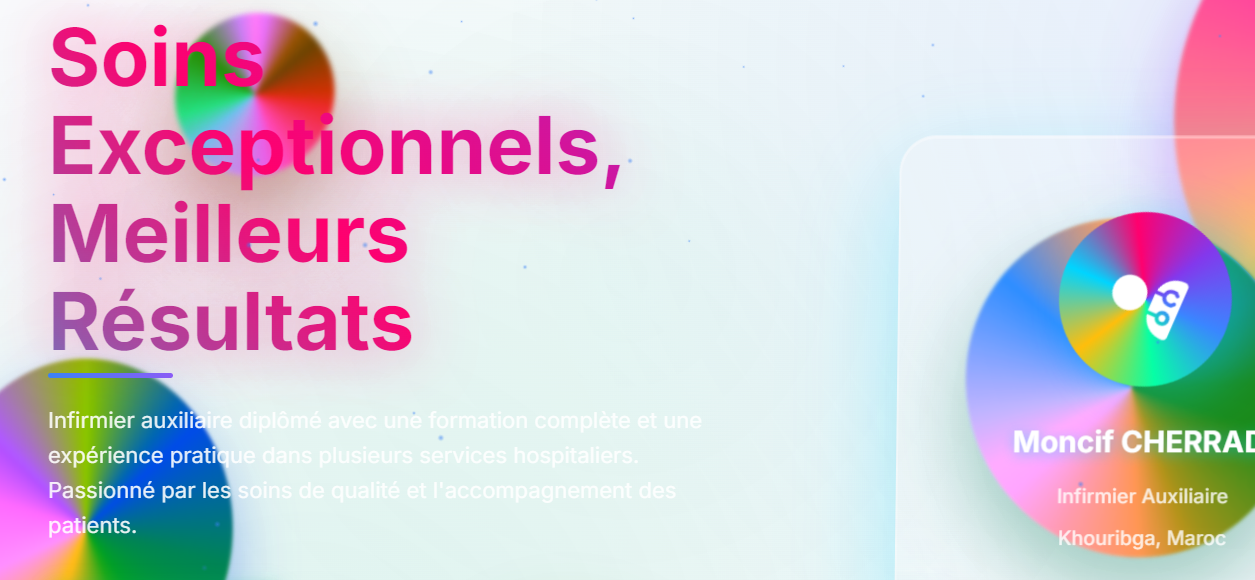 Soins
Exceptionnels,
Meilleurs
Résultats
Infirmier auxiliaire diplômé avec une formation complète et une
expérience pratique dans plusieurs services hospitaliers.
Passionné par les soins de qualité et l'accompagnement des
patients.
Moncif
Infirmier Auxiliaire
Khouribga, Maroc